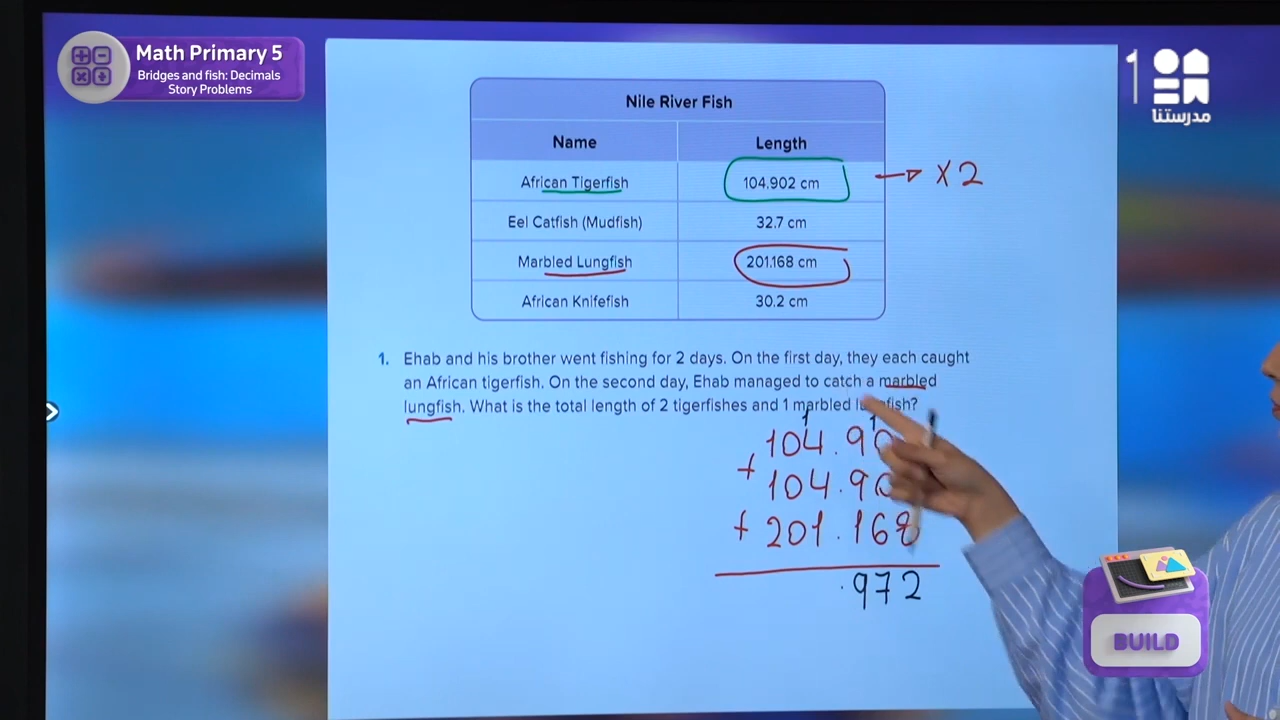 Math Primary 5
Bridges and fish: Decimals
Story Problems
1
مدرستنا
Nile River Fish
Name Length
African Tigerfish 104.902 cm → X 2
Eel Catfish (Mudfish) 32.7 cm
Marbled Lungfish 201.168 cm
African Knifefish 30.2 cm
1. Ehab and his brother went fishing for 2 days. On the first day, they each caught
an African tigerfish. On the second day, Ehab managed to catch a marbled
lungfish. What is the total length of 2 tigerfishes and 1 marbled lungfish?
1 1
104.90
+ 104.90
+ 201.168
.972
BUILD